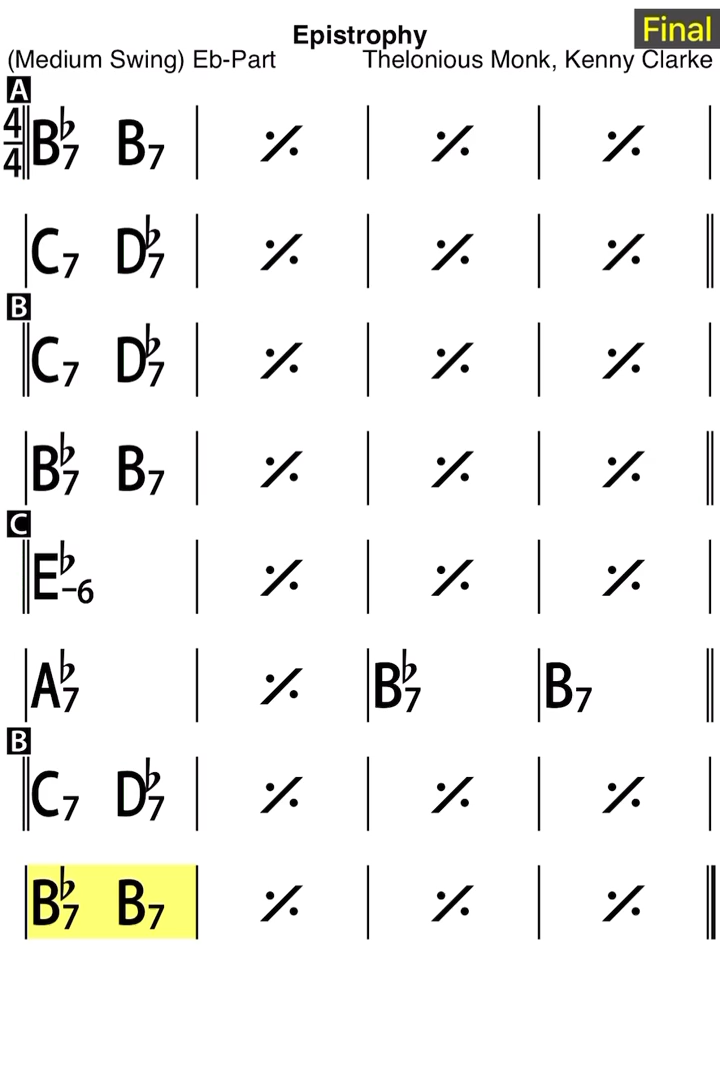 Epistrophy Final
(Medium Swing) Eb-Part Thelonious Monk, Kenny Clarke
A
4/4 B♭7 B7 | 𝄎 | 𝄎 | 𝄎 |
C7 D♭7 | 𝄎 | 𝄎 | 𝄎
B
C7 D♭7 | 𝄎 | 𝄎 | 𝄎 |
B♭7 B7 | 𝄎 | 𝄎 | 𝄎
C
E♭-6 | 𝄎 | 𝄎 | 𝄎 |
A♭7 | 𝄎 | B♭7 | B7
B
C7 D♭7 | 𝄎 | 𝄎 | 𝄎 |
B♭7 B7 | 𝄎 | 𝄎 | 𝄎